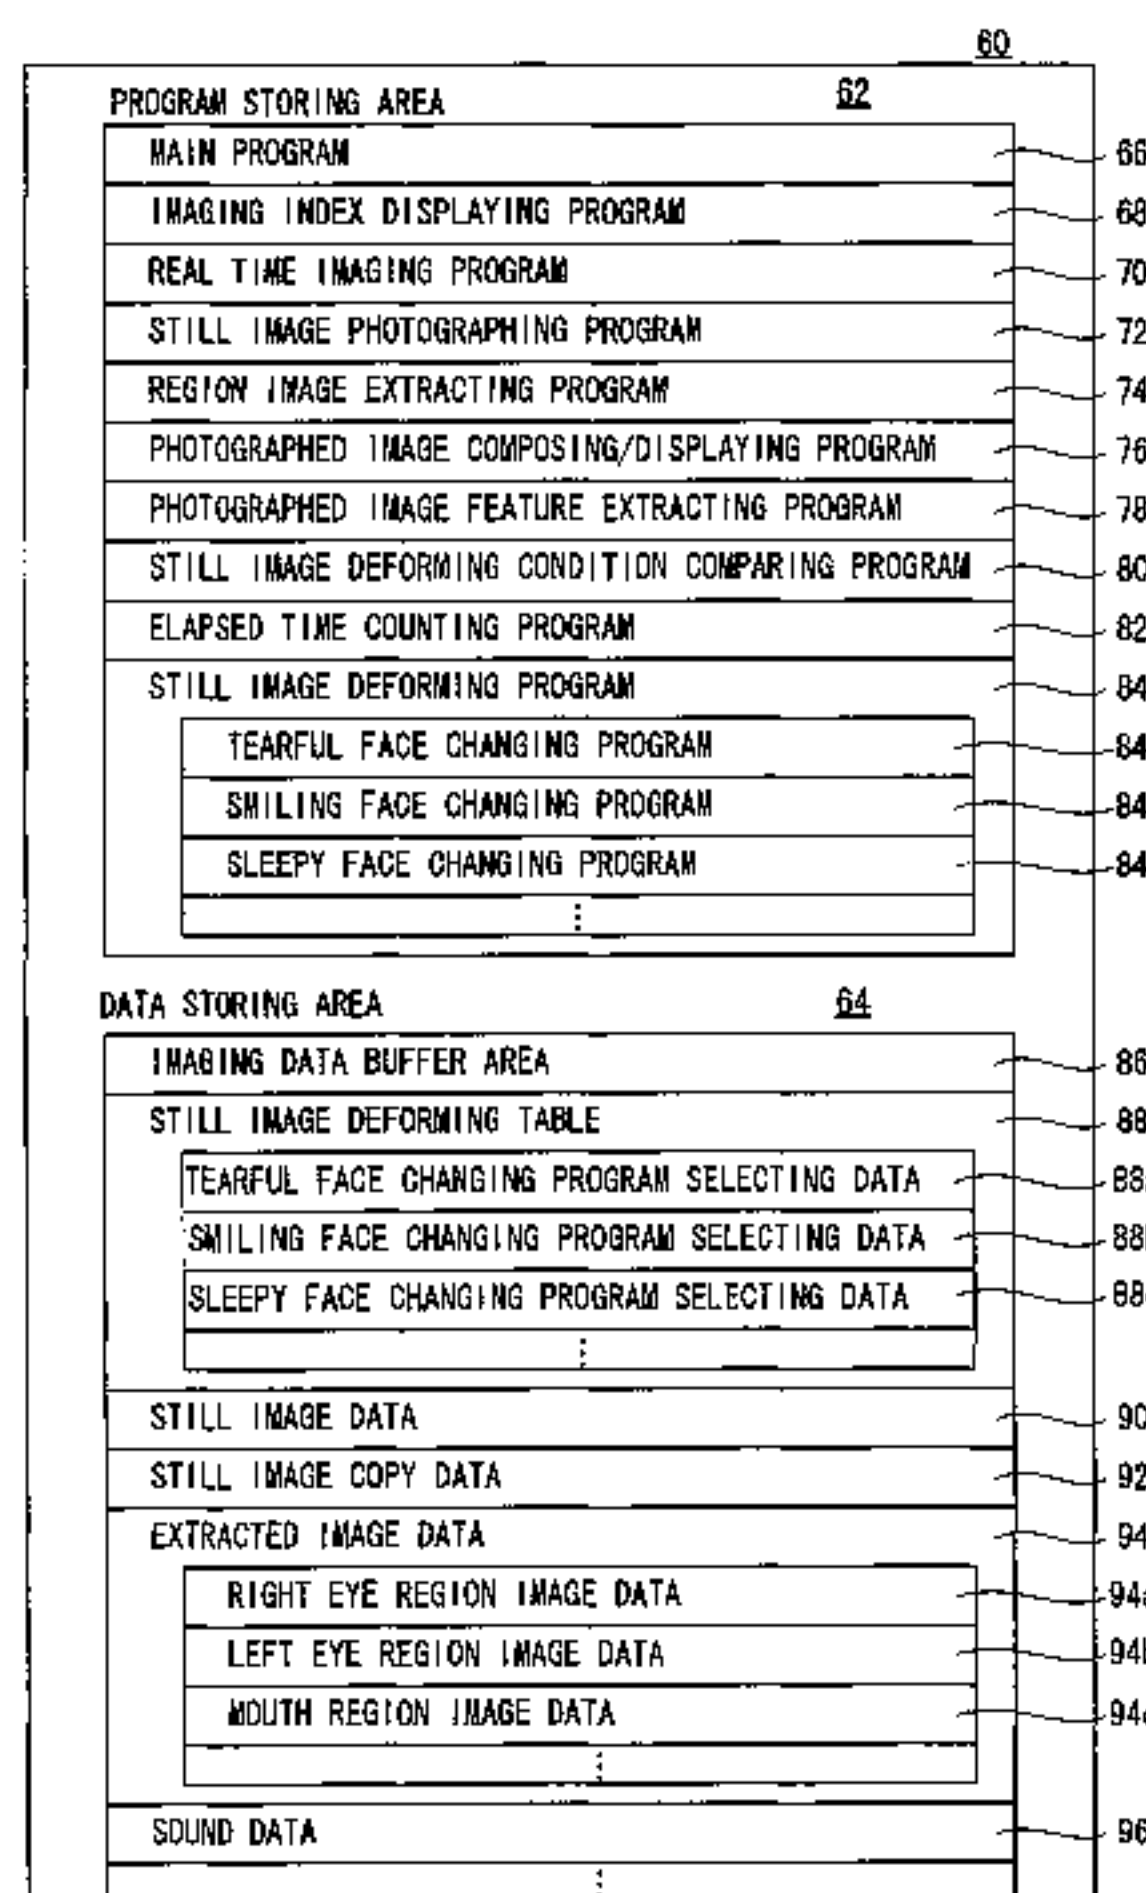 60
PROGRAM STORING AREA 62
MAIN PROGRAM 66
IMAGING INDEX DISPLAYING PROGRAM 68
REAL TIME IMAGING PROGRAM 70
STILL IMAGE PHOTOGRAPHING PROGRAM 72
REGION IMAGE EXTRACTING PROGRAM 74
PHOTOGRAPHED IMAGE COMPOSING/DISPLAYING PROGRAM 76
PHOTOGRAPHED IMAGE FEATURE EXTRACTING PROGRAM 78
STILL IMAGE DEFORMING CONDITION COMPARING PROGRAM 80
ELAPSED TIME COUNTING PROGRAM 82
STILL IMAGE DEFORMING PROGRAM 84
TEARFUL FACE CHANGING PROGRAM 84
SMILING FACE CHANGING PROGRAM 84
SLEEPY FACE CHANGING PROGRAM 84
DATA STORING AREA 64
IMAGING DATA BUFFER AREA 86
STILL IMAGE DEFORMING TABLE 88
TEARFUL FACE CHANGING PROGRAM SELECTING DATA 88
SMILING FACE CHANGING PROGRAM SELECTING DATA 88
SLEEPY FACE CHANGING PROGRAM SELECTING DATA 88
STILL IMAGE DATA 90
STILL IMAGE COPY DATA 92
EXTRACTED IMAGE DATA 94
RIGHT EYE REGION IMAGE DATA 94a
LEFT EYE REGION IMAGE DATA 94b
MOUTH REGION IMAGE DATA 94c
SOUND DATA 96